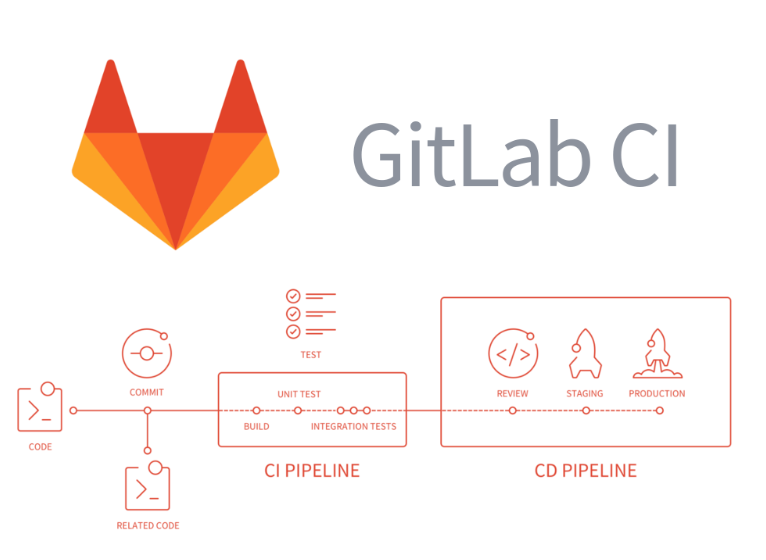 GitLab CI
TEST
COMMIT
REVIEW
STAGING
PRODUCTION
UNIT TEST
BUILD
INTEGRATION TESTS
CODE
CI PIPELINE
CD PIPELINE
RELATED CODE